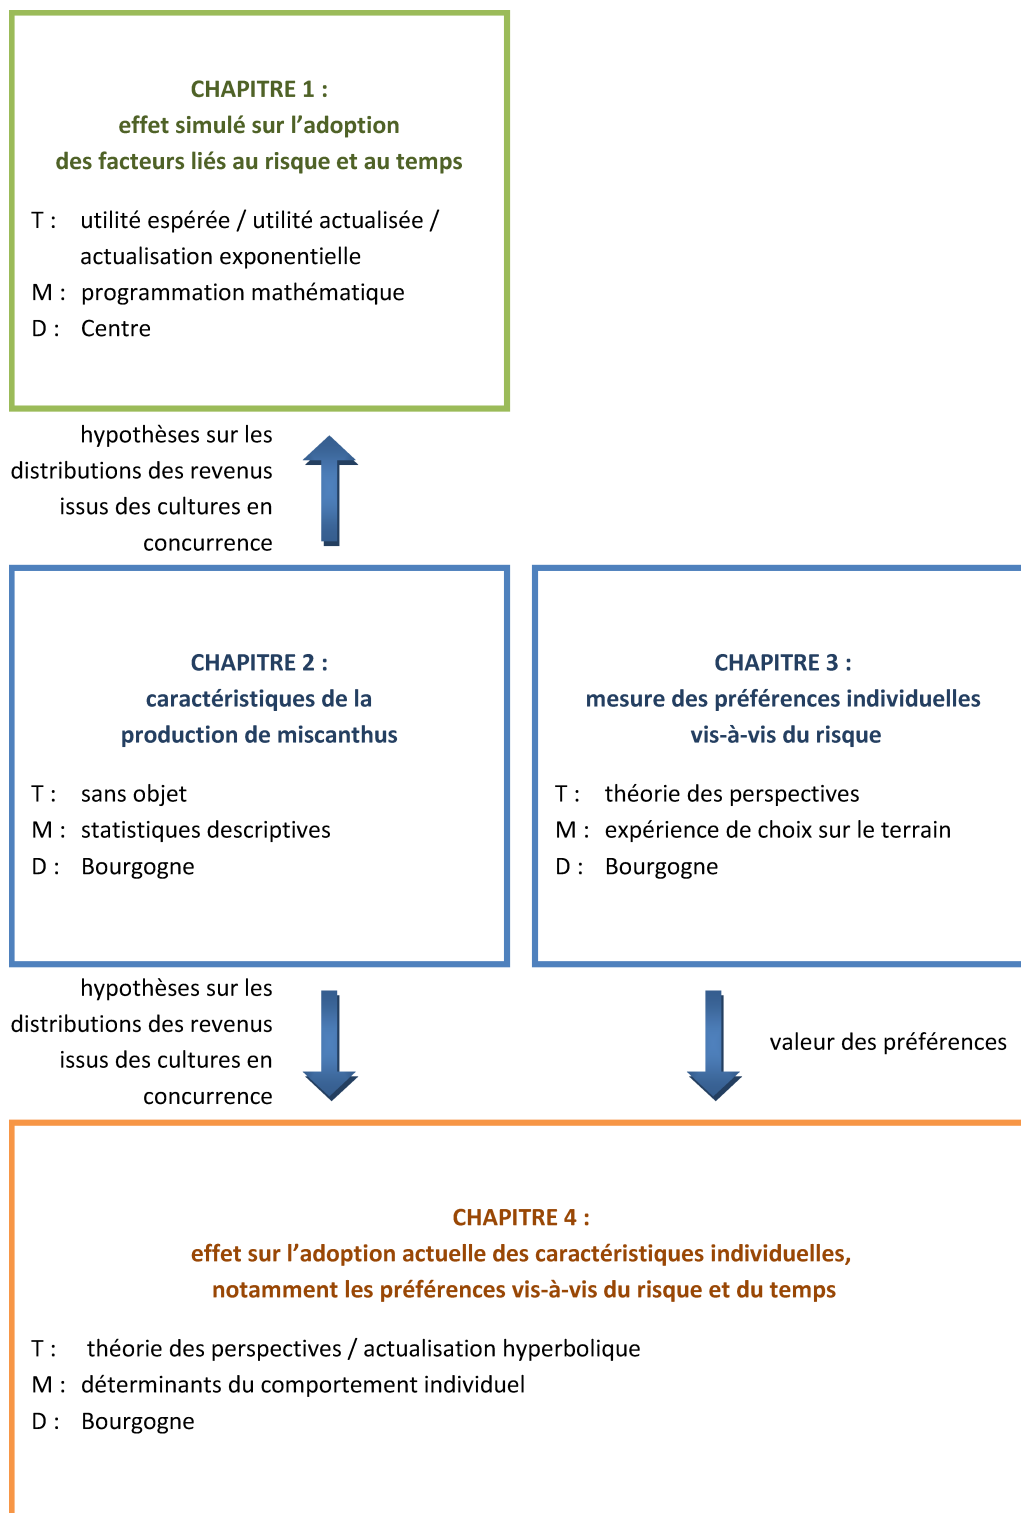 CHAPITRE 1 :
effet simulé sur l’adoption
des facteurs liés au risque et au temps
T : utilité espérée / utilité actualisée /
actualisation exponentielle
M : programmation mathématique
D : Centre
hypothèses sur les
distributions des revenus
issus des cultures en
concurrence
CHAPITRE 2 :
caractéristiques de la
production de miscanthus
T : sans objet
M : statistiques descriptives
D : Bourgogne
CHAPITRE 3 :
mesure des préférences individuelles
vis-à-vis du risque
T : théorie des perspectives
M : expérience de choix sur le terrain
D : Bourgogne
hypothèses sur les
distributions des revenus
issus des cultures en
concurrence
valeur des préférences
CHAPITRE 4 :
effet sur l’adoption actuelle des caractéristiques individuelles,
notamment les préférences vis-à-vis du risque et du temps
T : théorie des perspectives / actualisation hyperbolique
M : déterminants du comportement individuel
D : Bourgogne